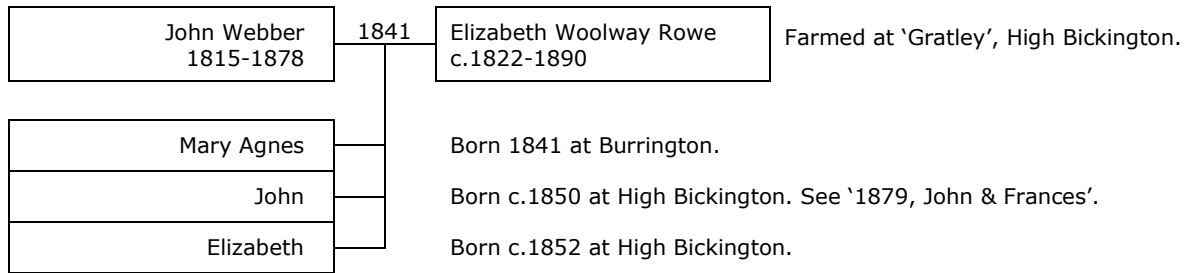 John Webber
1815-1878
1841
Elizabeth Woolway Rowe
c.1822-1890
Farmed at ‘Gratley’, High Bickington.
Mary Agnes
Born 1841 at Burrington.
John
Born c.1850 at High Bickington. See ‘1879, John & Frances’.
Elizabeth
Born c.1852 at High Bickington.